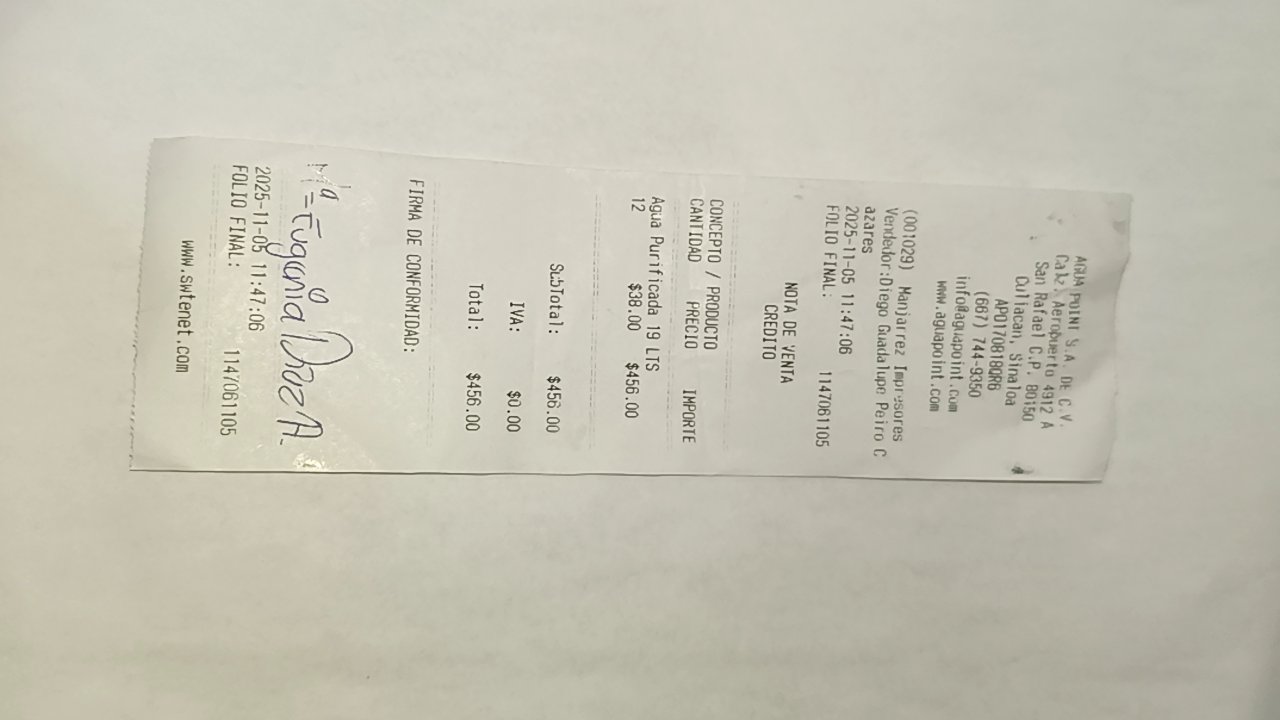 AGUA POINT S.A. DE C.V.
Calz. Aeropuerto 4912 A
San Rafael C.P. 80150
Culiacan, Sinaloa
APO170818QR6
(667) 744-9350
info@aguapoint.com
www.aguapoint.com
(001029) Manjarrez Impresores
Vendedor:Diego Guadalupe Peiro C
azares
2025-11-05 11:47:06
FOLIO FINAL: 1147061105
NOTA DE VENTA
CREDITO
CONCEPTO / PRODUCTO
CANTIDAD PRECIO IMPORTE
Agua Purificada 19 LTS
12 $38.00 $456.00
SubTotal: $456.00
IVA: $0.00
Total: $456.00
FIRMA DE CONFORMIDAD:
Mª Eugenia Diaz A.
2025-11-05 11:47:06
FOLIO FINAL: 1147061105
www.swtenet.com